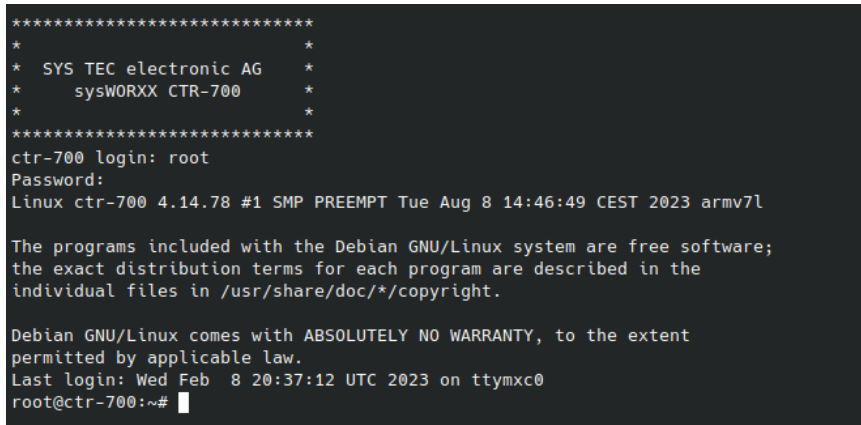 *****************************
*                           *
*  SYS TEC electronic AG    *
*     sysWORXX CTR-700      *
*                           *
*****************************
ctr-700 login: root
Password:
Linux ctr-700 4.14.78 #1 SMP PREEMPT Tue Aug 8 14:46:49 CEST 2023 armv7l

The programs included with the Debian GNU/Linux system are free software;
the exact distribution terms for each program are described in the
individual files in /usr/share/doc/*/copyright.

Debian GNU/Linux comes with ABSOLUTELY NO WARRANTY, to the extent
permitted by applicable law.
Last login: Wed Feb  8 20:37:12 UTC 2023 on ttymxc0
root@ctr-700:~#